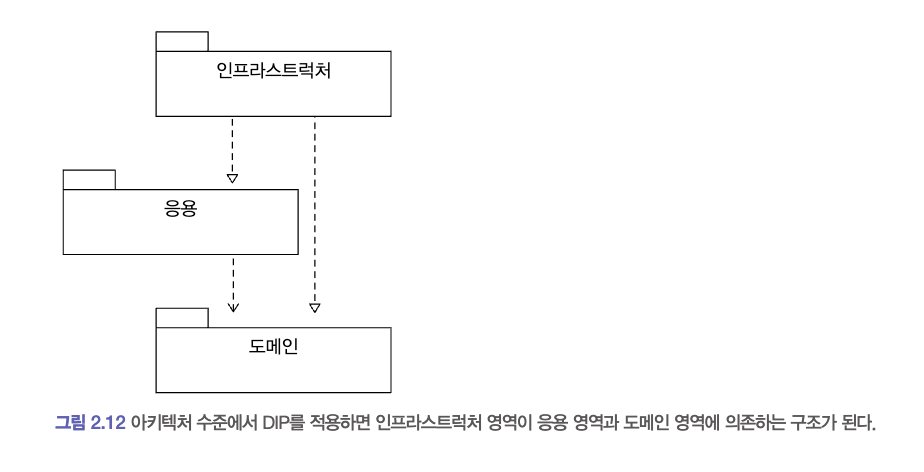 인프라스트럭처
응용
도메인
그림 2.12 아키텍처 수준에서 DIP를 적용하면 인프라스트럭처 영역이 응용 영역과 도메인 영역에 의존하는 구조가 된다.